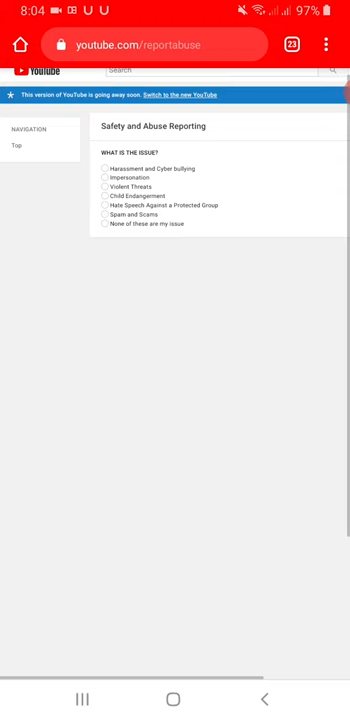 8:04
97%
youtube.com/reportabuse
23
YouTube
Search
This version of YouTube is going away soon. Switch to the new YouTube
NAVIGATION
Top
Safety and Abuse Reporting
WHAT IS THE ISSUE?
Harassment and Cyber bullying
Impersonation
Violent Threats
Child Endangerment
Hate Speech Against a Protected Group
Spam and Scams
None of these are my issue